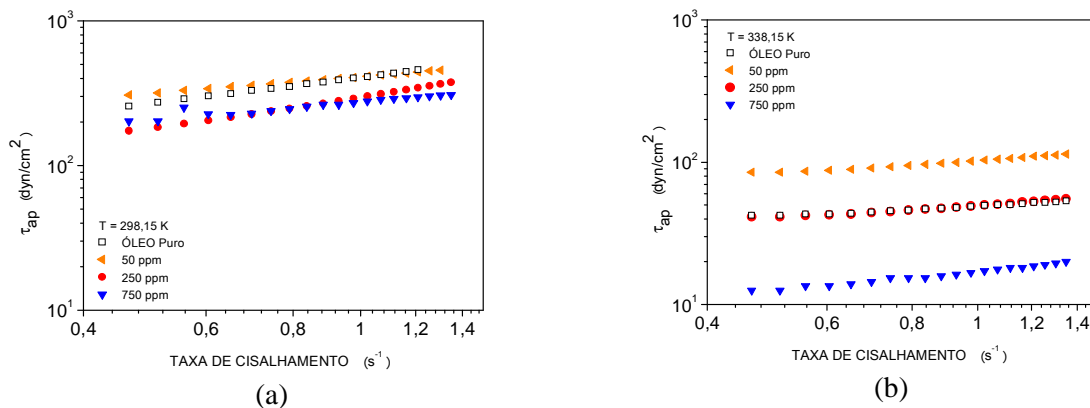 10³
10²
10¹
τap (dyn/cm²)
T = 298,15 K
ÓLEO Puro
50 ppm
250 ppm
750 ppm
0,4 0,6 0,8 1 1,2 1,4
TAXA DE CISALHAMENTO (s⁻¹)
(a)
10³
10²
10¹
τap (dyn/cm²)
T = 338,15 K
ÓLEO Puro
50 ppm
250 ppm
750 ppm
0,4 0,6 0,8 1 1,2 1,4
TAXA DE CISALHAMENTO (s⁻¹)
(b)